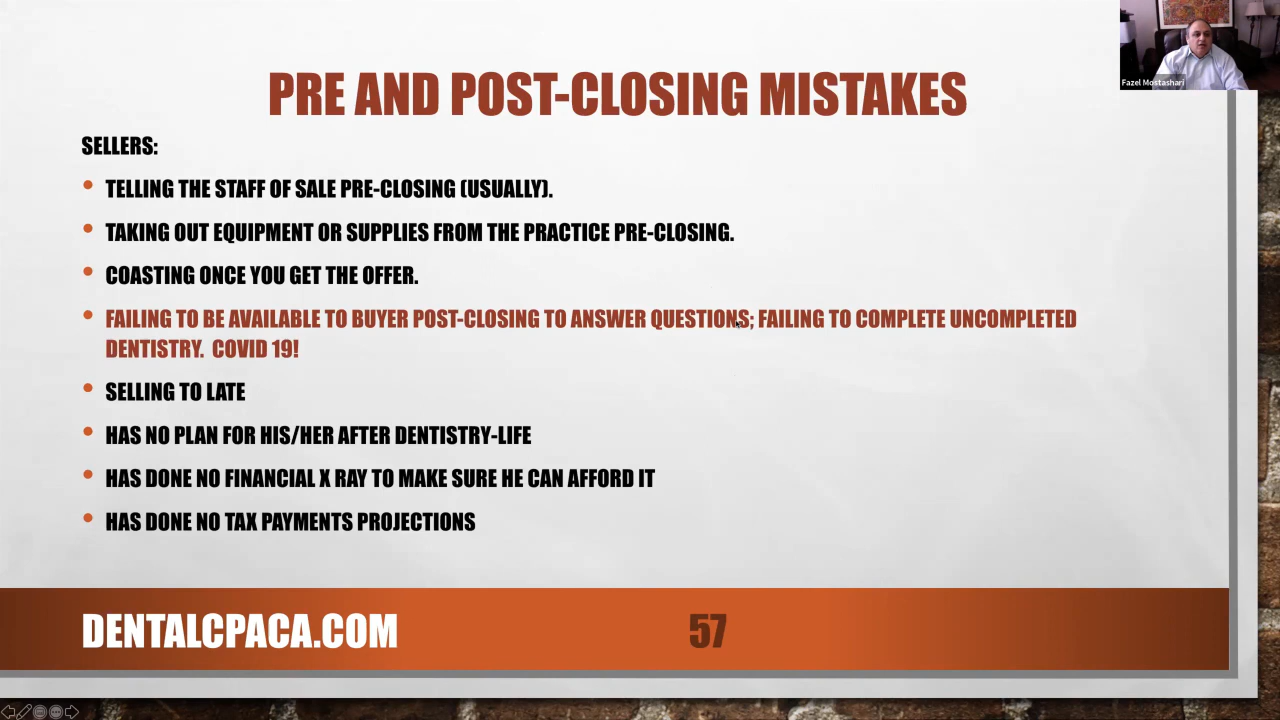 Fazel Mostashari
PRE AND POST-CLOSING MISTAKES
SELLERS:
• TELLING THE STAFF OF SALE PRE-CLOSING (USUALLY).
• TAKING OUT EQUIPMENT OR SUPPLIES FROM THE PRACTICE PRE-CLOSING.
• COASTING ONCE YOU GET THE OFFER.
• FAILING TO BE AVAILABLE TO BUYER POST-CLOSING TO ANSWER QUESTIONS; FAILING TO COMPLETE UNCOMPLETED
DENTISTRY. COVID 19!
• SELLING TO LATE
• HAS NO PLAN FOR HIS/HER AFTER DENTISTRY-LIFE
• HAS DONE NO FINANCIAL X RAY TO MAKE SURE HE CAN AFFORD IT
• HAS DONE NO TAX PAYMENTS PROJECTIONS
DENTALCPACA.COM
57